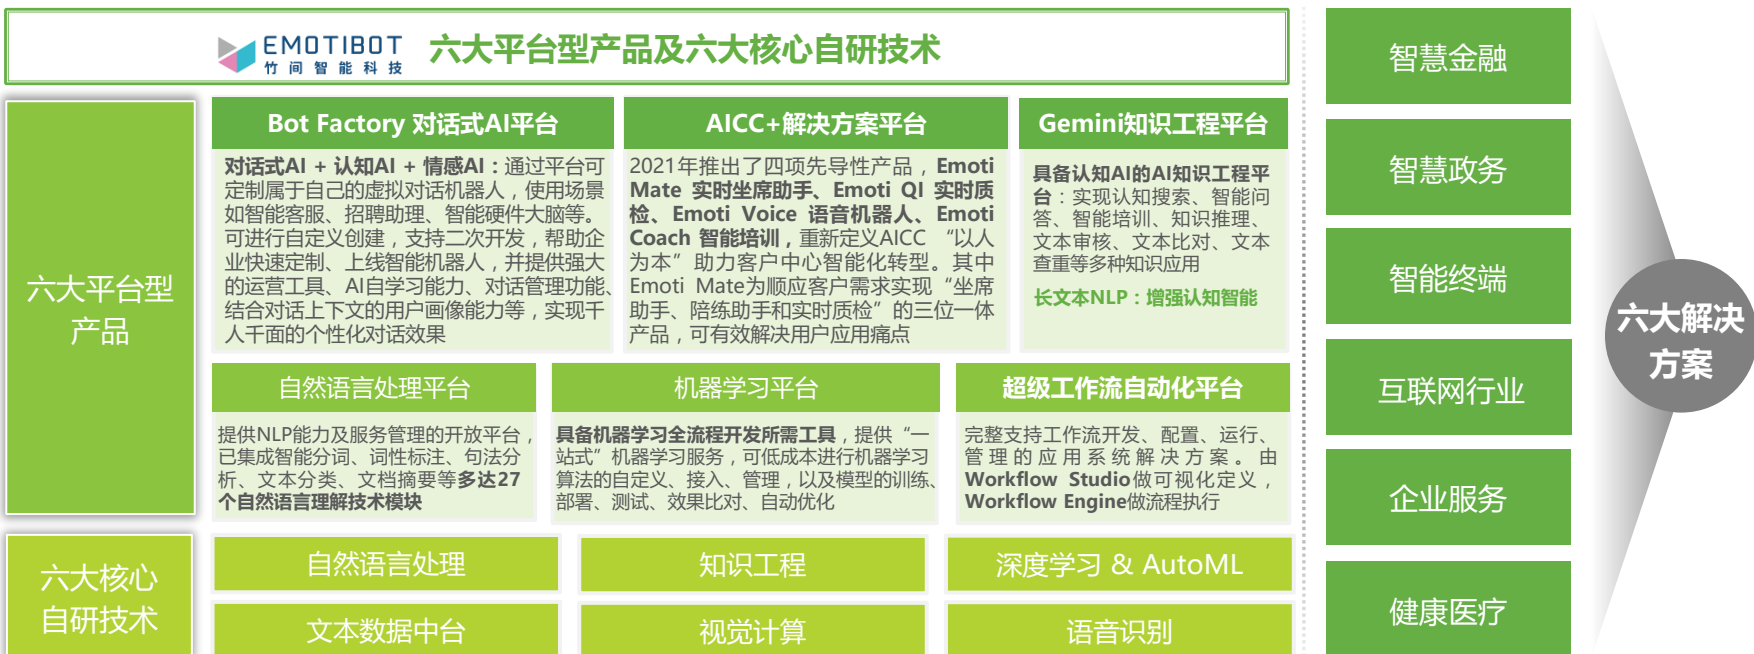 EMOTIBOT
竹间智能科技
六大平台型产品及六大核心自研技术
六大平台型
产品
Bot Factory 对话式AI平台
对话式AI + 认知AI + 情感AI：通过平台可
定制属于自己的虚拟对话机器人，使用场景
如智能客服、招聘助理、智能硬件大脑等。
可进行自定义创建，支持二次开发，帮助企
业快速定制、上线智能机器人，并提供强大
的运营工具、AI自学习能力、对话管理功能、
结合对话上下文的用户画像能力等，实现千
人千面的个性化对话效果
AICC+解决方案平台
2021年推出了四项先导性产品，Emoti
Mate 实时坐席助手、Emoti QI 实时质
检、Emoti Voice 语音机器人、Emoti
Coach 智能培训，重新定义AICC “以人
为本”助力客户中心智能化转型。其中
Emoti Mate为顺应客户需求实现“坐席
助手、陪练助手和实时质检”的三位一体
产品，可有效解决用户应用痛点
Gemini知识工程平台
具备认知AI的AI知识工程平
台：实现认知搜索、智能问
答、智能培训、知识推理、
文本审核、文本比对、文本
查重等多种知识应用
长文本NLP：增强认知智能
自然语言处理平台
提供NLP能力及服务管理的开放平台，
已集成智能分词、词性标注、句法分
析、文本分类、文档摘要等多达27
个自然语言理解技术模块
机器学习平台
具备机器学习全流程开发所需工具，提供“一
站式”机器学习服务，可低成本进行机器学习
算法的自定义、接入、管理，以及模型的训练、
部署、测试、效果比对、自动优化
超级工作流自动化平台
完整支持工作流开发、配置、运行、
管理的应用系统解决方案。由
Workflow Studio做可视化定义，
Workflow Engine做流程执行
六大核心
自研技术
自然语言处理
知识工程
深度学习 & AutoML
文本数据中台
视觉计算
语音识别
智慧金融
智慧政务
智能终端
互联网行业
企业服务
健康医疗
六大解决
方案